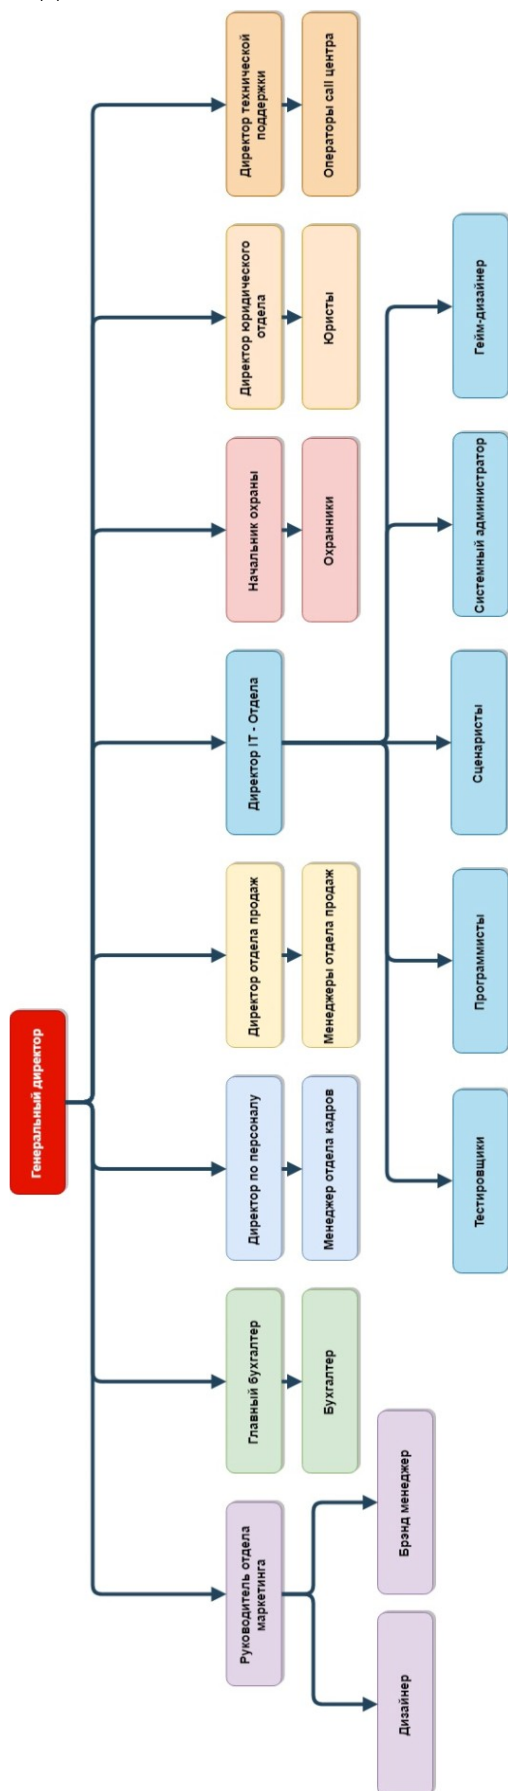 Генеральный директор
Руководитель отдела
маркетинга
Главный бухгалтер
Директор по персоналу
Директор отдела продаж
Директор IT - Отдела
Начальник охраны
Директор юридического
отдела
Директор технической
поддержки
Бухгалтер
Менеджер отдела кадров
Менеджеры отдела продаж
Охранники
Юристы
Операторы call центра
Дизайнер
Брэнд менеджер
Тестировщики
Программисты
Сценаристы
Системный администратор
Гейм-дизайнер